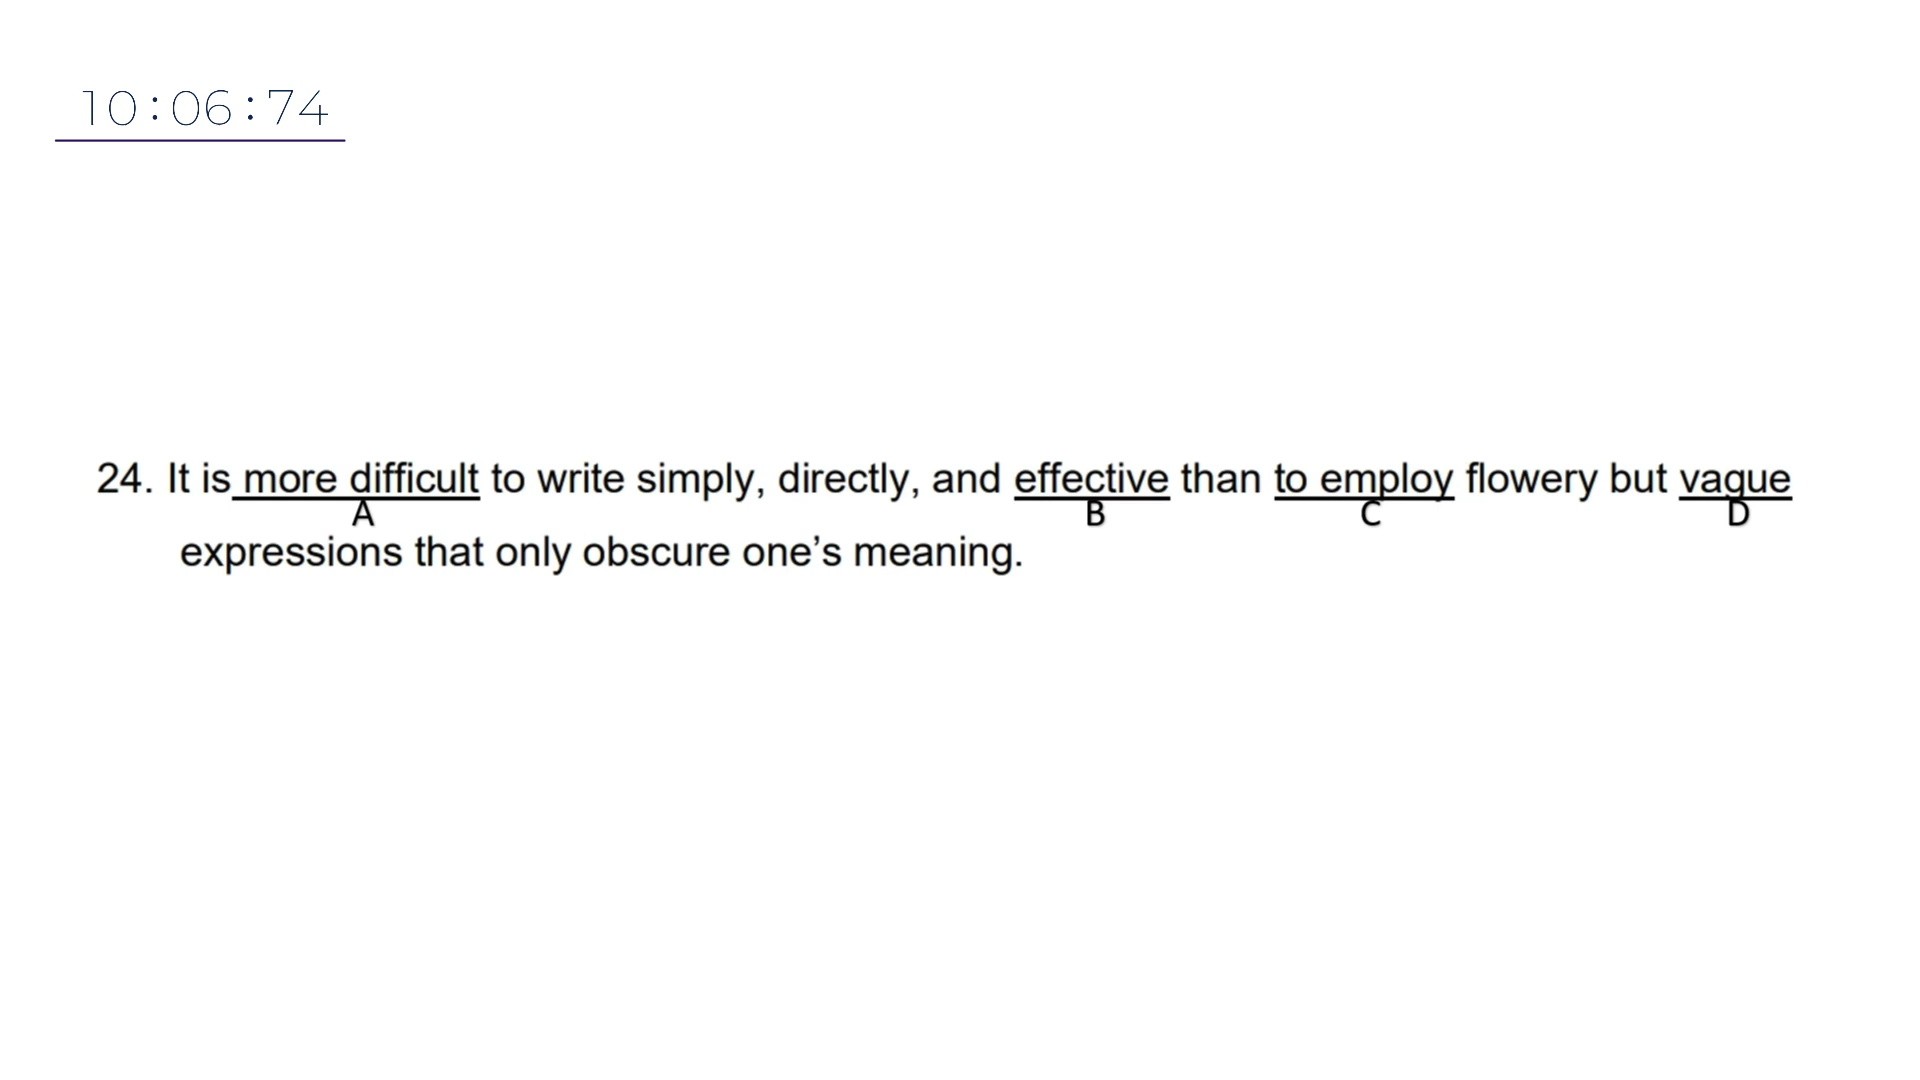 10:06:74
24. It is more difficult to write simply, directly, and effective than to employ flowery but vague
A B C D
expressions that only obscure one’s meaning.